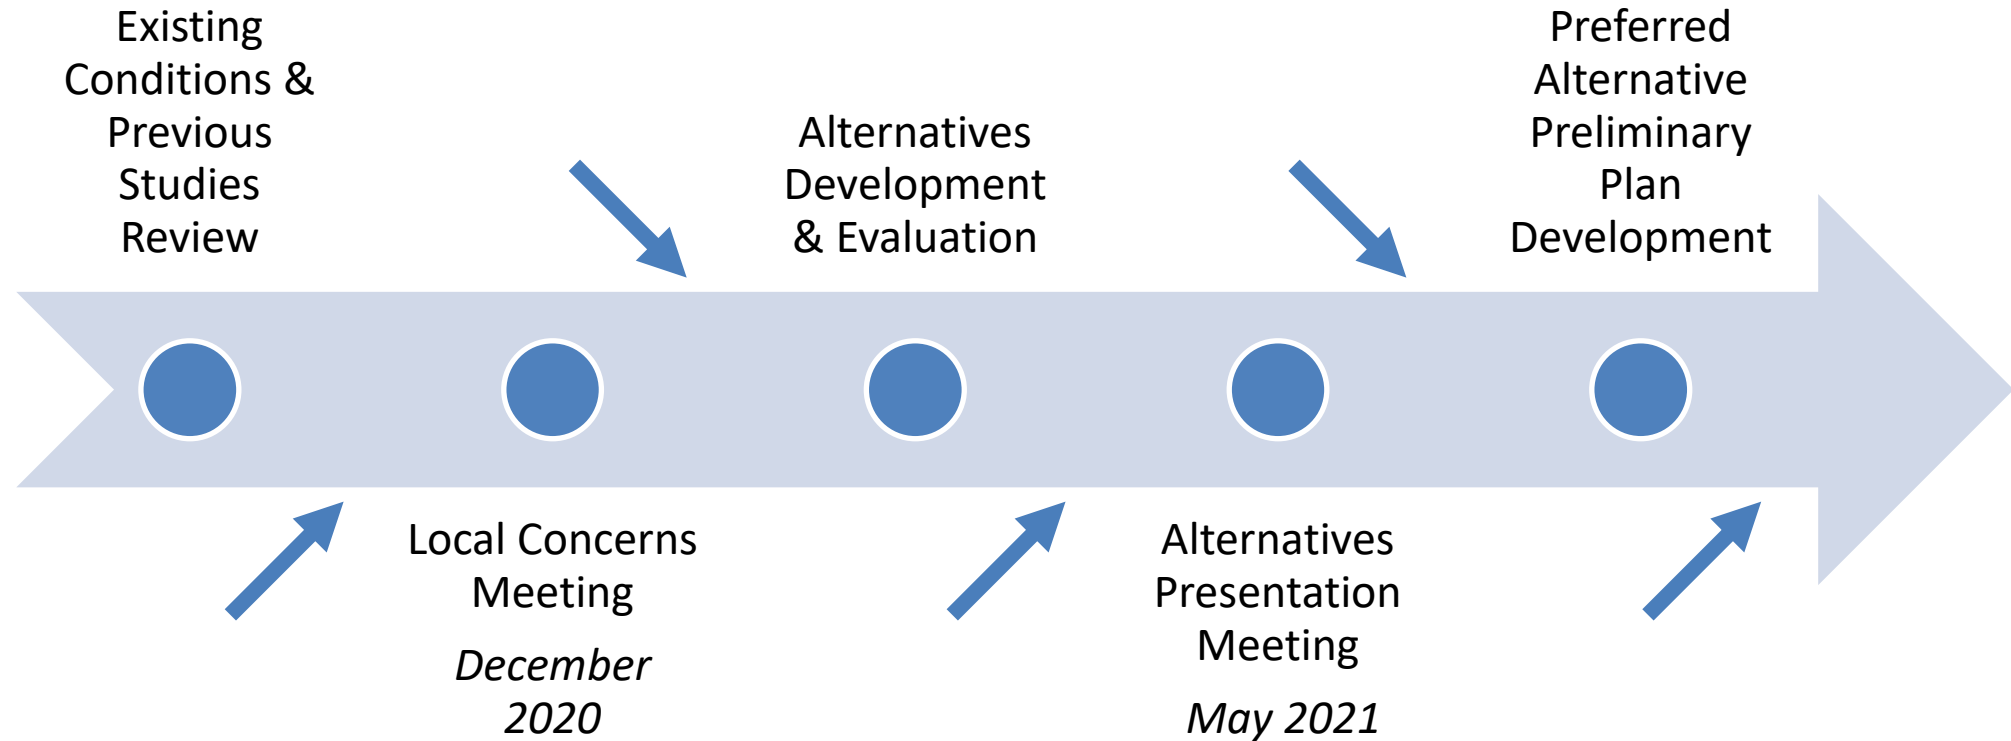 Existing
Conditions &
Previous
Studies
Review
Local Concerns
Meeting
December
2020
Alternatives
Development
& Evaluation
Alternatives
Presentation
Meeting
May 2021
Preferred
Alternative
Preliminary
Plan
Development